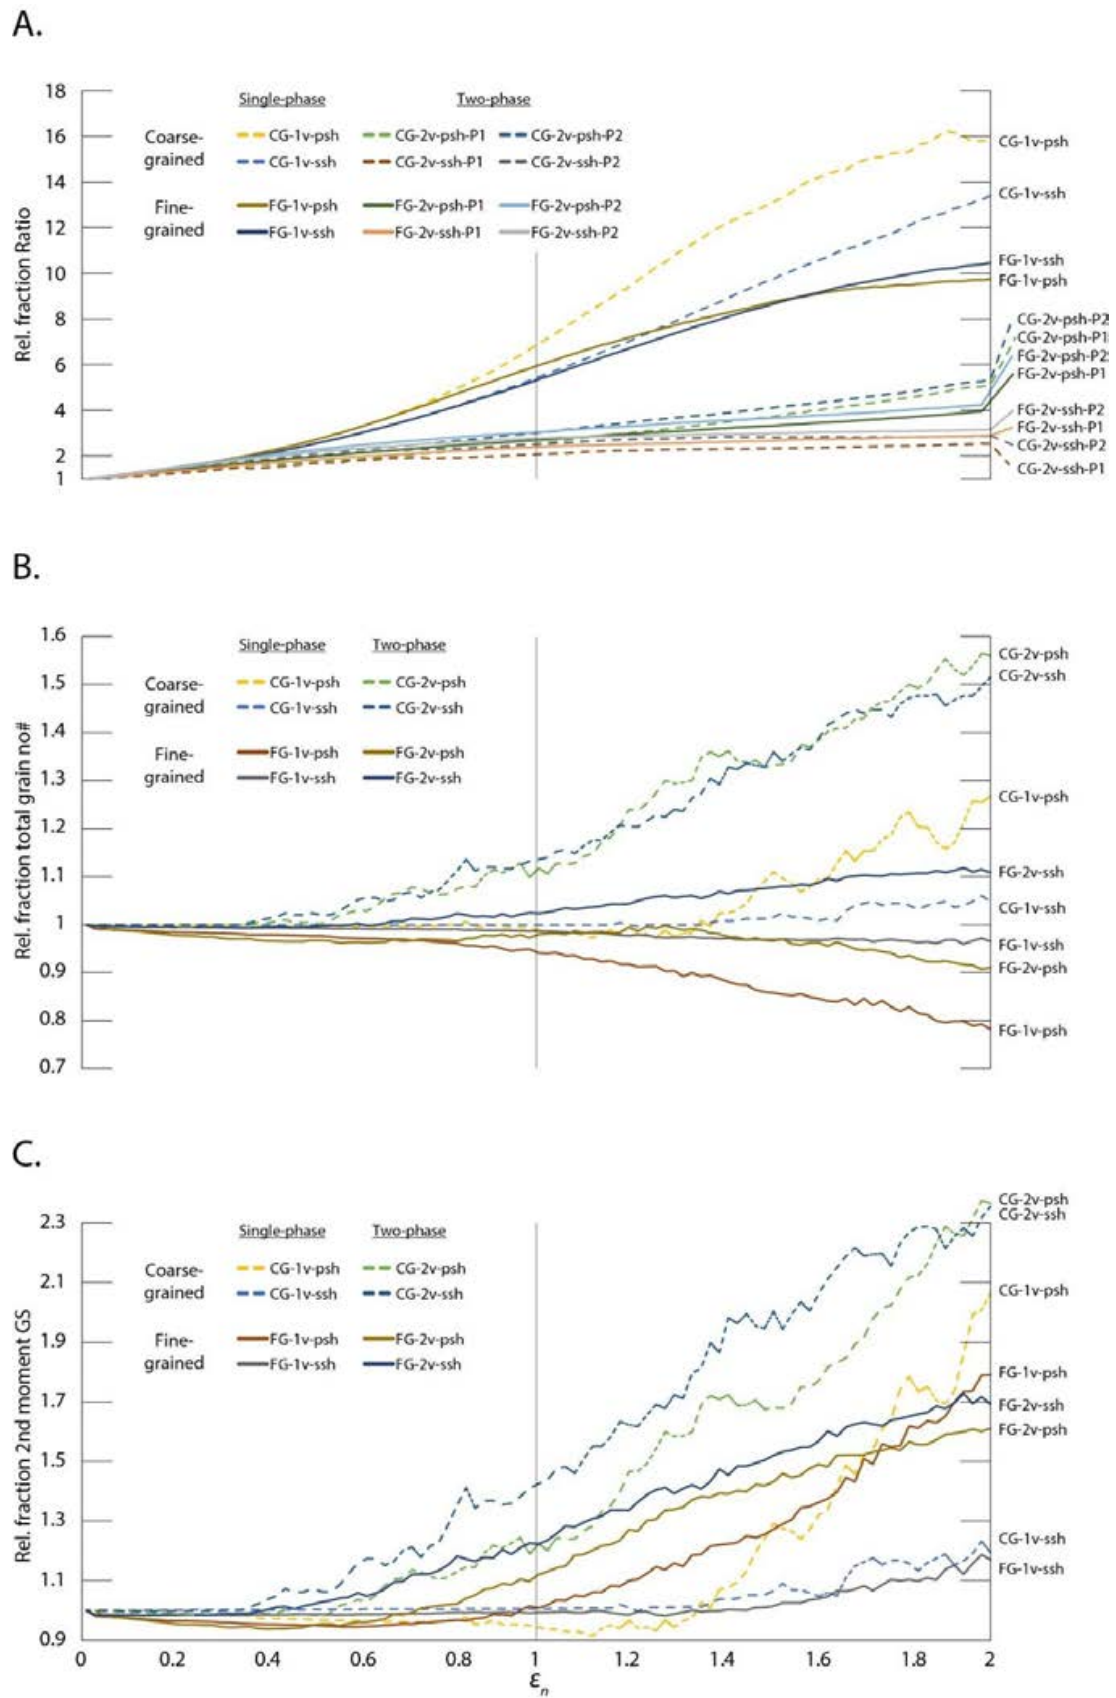 A.
Rel. fraction Ratio
18
16
14
12
10
8
6
4
2
1
Single-phase Two-phase
Coarse-grained
CG-1v-psh CG-2v-psh-P1 CG-2v-psh-P2
CG-1v-ssh CG-2v-ssh-P1 CG-2v-ssh-P2
Fine-grained
FG-1v-psh FG-2v-psh-P1 FG-2v-psh-P2
FG-1v-ssh FG-2v-ssh-P1 FG-2v-ssh-P2
CG-1v-psh
CG-1v-ssh
FG-1v-ssh
FG-1v-psh
CG-2v-psh-P2
CG-2v-psh-P1
FG-2v-psh-P2
FG-2v-psh-P1
FG-2v-ssh-P2
FG-2v-ssh-P1
CG-2v-ssh-P2
CG-2v-ssh-P1
B.
Rel. fraction total grain no#
1.6
1.5
1.4
1.3
1.2
1.1
1
0.9
0.8
0.7
Single-phase Two-phase
Coarse-grained
CG-1v-psh CG-2v-psh
CG-1v-ssh CG-2v-ssh
Fine-grained
FG-1v-psh FG-2v-psh
FG-1v-ssh FG-2v-ssh
CG-2v-psh
CG-2v-ssh
CG-1v-psh
FG-2v-ssh
CG-1v-ssh
FG-1v-ssh
FG-2v-psh
FG-1v-psh
C.
Rel. fraction 2nd moment GS
2.3
2.1
1.9
1.7
1.5
1.3
1.1
0.9
Single-phase Two-phase
Coarse-grained
CG-1v-psh CG-2v-psh
CG-1v-ssh CG-2v-ssh
Fine-grained
FG-1v-psh FG-2v-psh
FG-1v-ssh FG-2v-ssh
CG-2v-psh
CG-2v-ssh
CG-1v-psh
FG-1v-psh
FG-2v-ssh
FG-2v-psh
CG-1v-ssh
FG-1v-ssh
0 0.2 0.4 0.6 0.8 1 1.2 1.4 1.6 1.8 2
εn